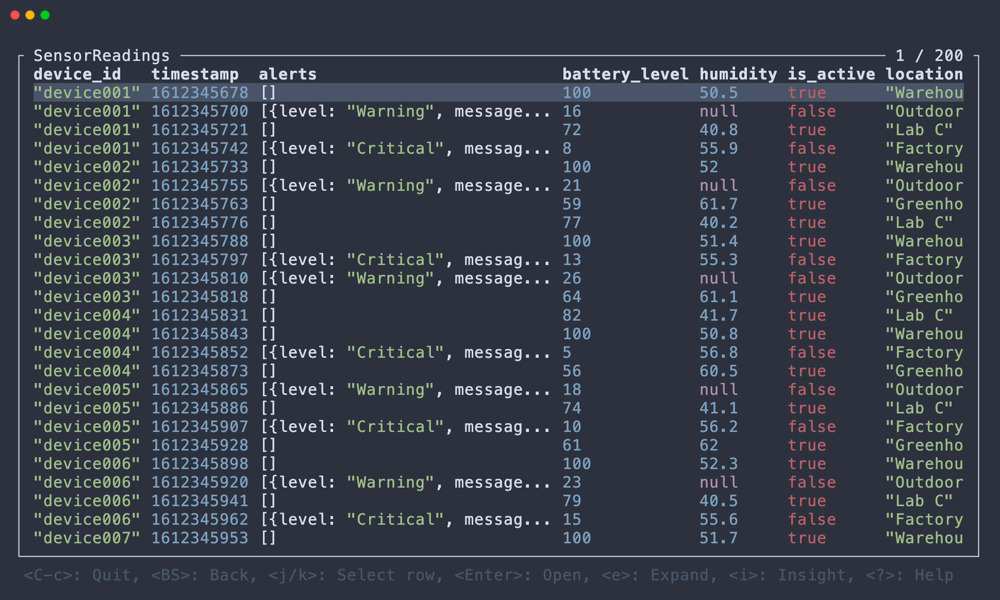 SensorReadings 1 / 200
device_id timestamp alerts battery_level humidity is_active location
"device001" 1612345678 [] 100 50.5 true "Warehou
"device001" 1612345700 [{level: "Warning", message... 16 null false "Outdoor
"device001" 1612345721 [] 72 40.8 true "Lab C"
"device001" 1612345742 [{level: "Critical", messag... 8 55.9 false "Factory
"device002" 1612345733 [] 100 52 true "Warehou
"device002" 1612345755 [{level: "Warning", message... 21 null false "Outdoor
"device002" 1612345763 [] 59 61.7 true "Greenho
"device002" 1612345776 [] 77 40.2 true "Lab C"
"device003" 1612345788 [] 100 51.4 true "Warehou
"device003" 1612345797 [{level: "Critical", messag... 13 55.3 false "Factory
"device003" 1612345810 [{level: "Warning", message... 26 null false "Outdoor
"device003" 1612345818 [] 64 61.1 true "Greenho
"device004" 1612345831 [] 82 41.7 true "Lab C"
"device004" 1612345843 [] 100 50.8 true "Warehou
"device004" 1612345852 [{level: "Critical", messag... 5 56.8 false "Factory
"device004" 1612345873 [] 56 60.5 true "Greenho
"device005" 1612345865 [{level: "Warning", message... 18 null false "Outdoor
"device005" 1612345886 [] 74 41.1 true "Lab C"
"device005" 1612345907 [{level: "Critical", messag... 10 56.2 false "Factory
"device005" 1612345928 [] 61 62 true "Greenho
"device006" 1612345898 [] 100 52.3 true "Warehou
"device006" 1612345920 [{level: "Warning", message... 23 null false "Outdoor
"device006" 1612345941 [] 79 40.5 true "Lab C"
"device006" 1612345962 [{level: "Critical", messag... 15 55.6 false "Factory
"device007" 1612345953 [] 100 51.7 true "Warehou
<C-c>: Quit, <BS>: Back, <j/k>: Select row, <Enter>: Open, <e>: Expand, <i>: Insight, <?>: Help